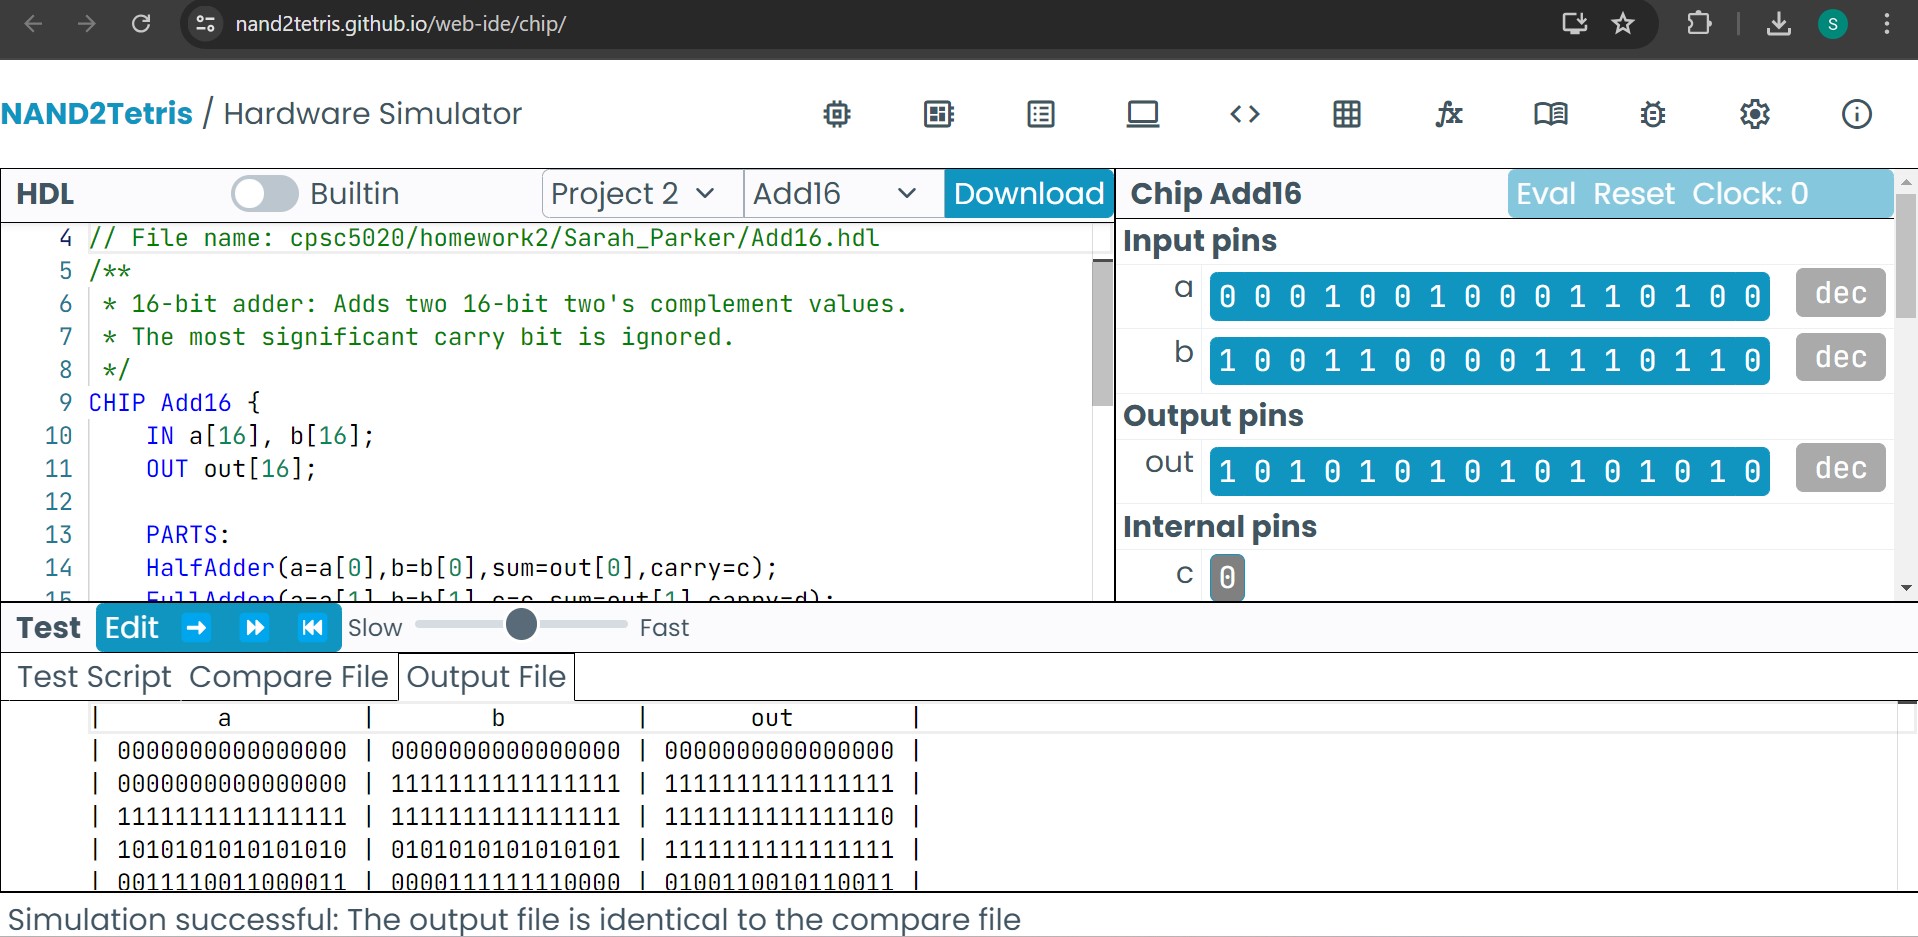 nand2tetris.github.io/web-ide/chip/
S
NAND2Tetris / Hardware Simulator
HDL Builtin Project 2 Add16 Download
4 // File name: cpsc5020/homework2/Sarah_Parker/Add16.hdl
5 /**
6 * 16-bit adder: Adds two 16-bit two's complement values.
7 * The most significant carry bit is ignored.
8 */
9 CHIP Add16 {
10 IN a[16], b[16];
11 OUT out[16];
12
13 PARTS:
14 HalfAdder(a=a[0],b=b[0],sum=out[0],carry=c);
15 FullAdder(a=a[1],b=b[1],c=c,sum=out[1],carry=d);
Chip Add16 Eval Reset Clock: 0
Input pins
a 0 0 0 1 0 0 1 0 0 0 1 1 0 1 0 0 dec
b 1 0 0 1 1 0 0 0 0 1 1 1 0 1 1 0 dec
Output pins
out 1 0 1 0 1 0 1 0 1 0 1 0 1 0 1 0 dec
Internal pins
c 0
Test Edit Slow Fast
Test Script Compare File Output File
| a | b | out |
| 0000000000000000 | 0000000000000000 | 0000000000000000 |
| 0000000000000000 | 1111111111111111 | 1111111111111111 |
| 1111111111111111 | 1111111111111111 | 1111111111111110 |
| 1010101010101010 | 0101010101010101 | 1111111111111111 |
| 0011110011000011 | 0000111111110000 | 0100110010110011 |
Simulation successful: The output file is identical to the compare file